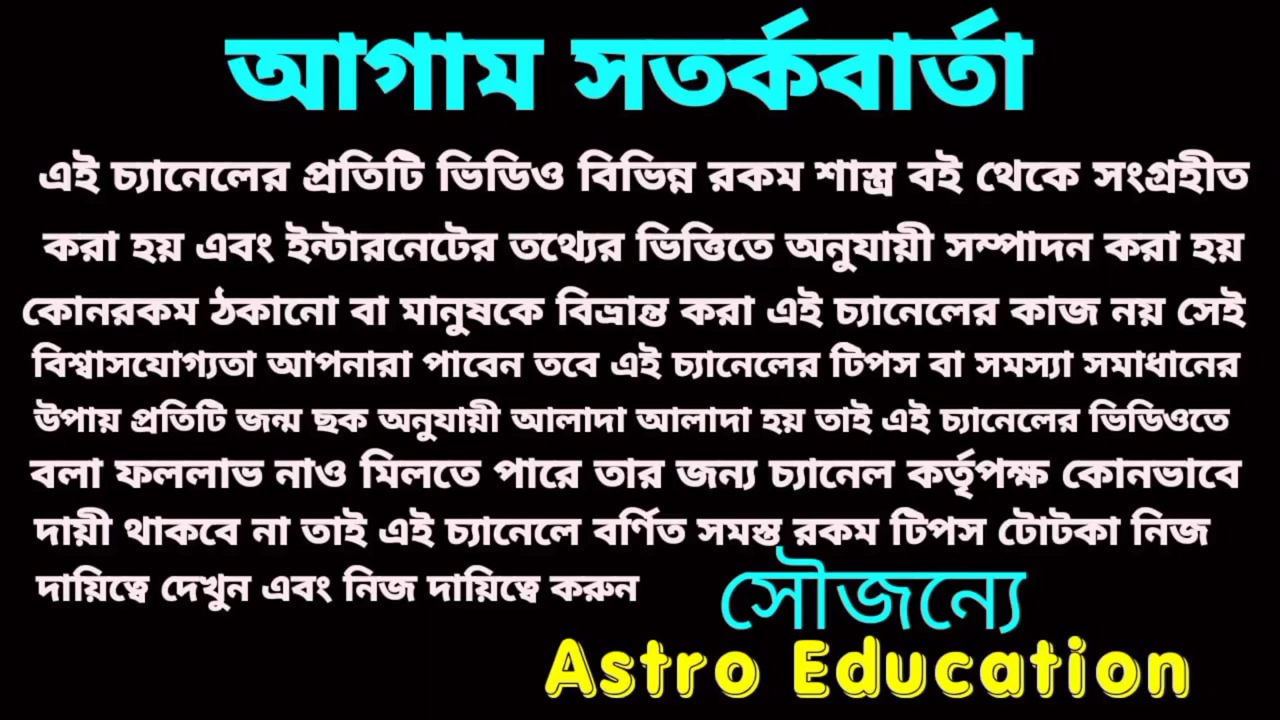 আগাম সতর্কবার্তা
এই চ্যানেলের প্রতিটি ভিডিও বিভিন্ন রকম শাস্ত্র বই থেকে সংগ্রহীত
করা হয় এবং ইন্টারনেটের তথ্যের ভিত্তিতে অনুযায়ী সম্পাদন করা হয়
কোনরকম ঠকানো বা মানুষকে বিভ্রান্ত করা এই চ্যানেলের কাজ নয় সেই
বিশ্বাসযোগ্যতা আপনারা পাবেন তবে এই চ্যানেলের টিপস বা সমস্যা সমাধানের
উপায় প্রতিটি জন্ম ছক অনুযায়ী আলাদা আলাদা হয় তাই এই চ্যানেলের ভিডিওতে
বলা ফললাভ নাও মিলতে পারে তার জন্য চ্যানেল কর্তৃপক্ষ কোনভাবে
দায়ী থাকবে না তাই এই চ্যানেলে বর্ণিত সমস্ত রকম টিপস টোটকা নিজ
দায়িত্বে দেখুন এবং নিজ দায়িত্বে করুন
সৌজন্যে
Astro Education